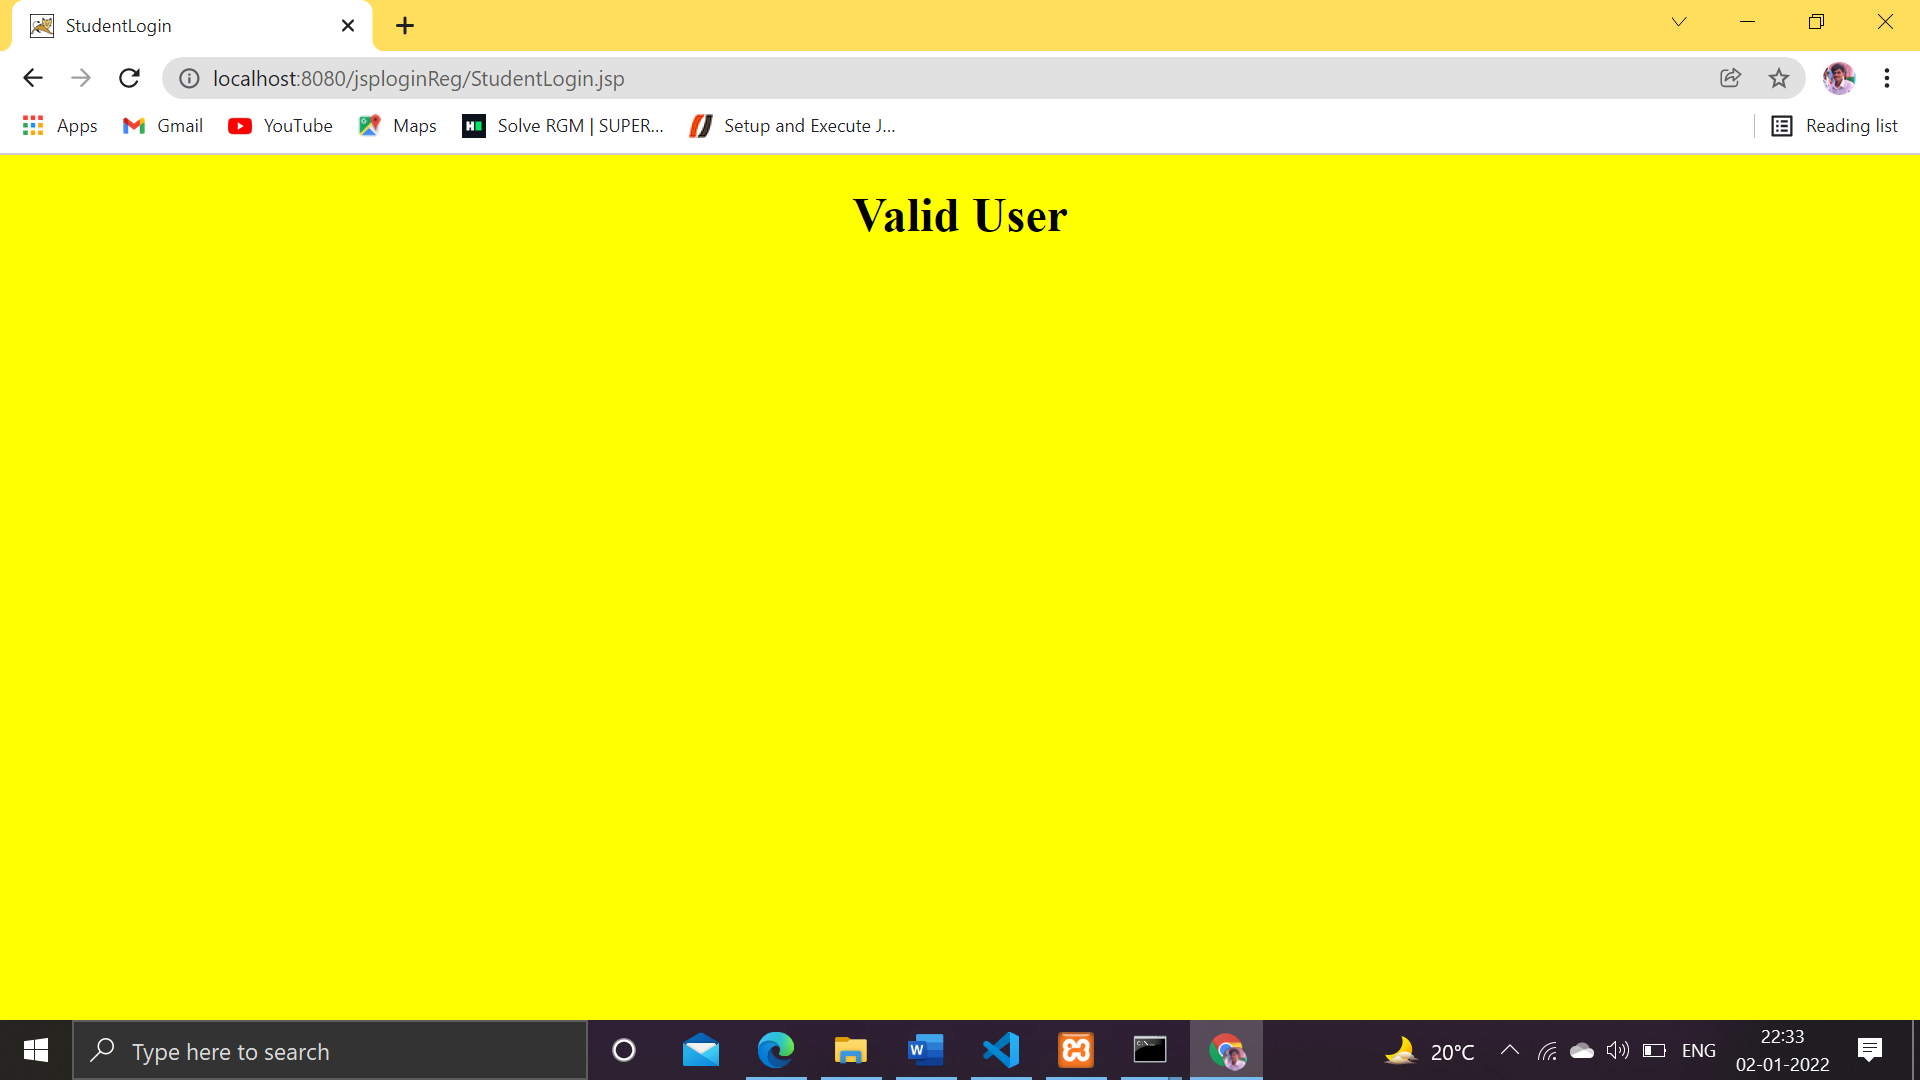 StudentLogin
localhost:8080/jsploginReg/StudentLogin.jsp
Apps Gmail YouTube Maps Solve RGM | SUPER... Setup and Execute J... Reading list
Valid User
Type here to search
20°C ENG 22:33
02-01-2022